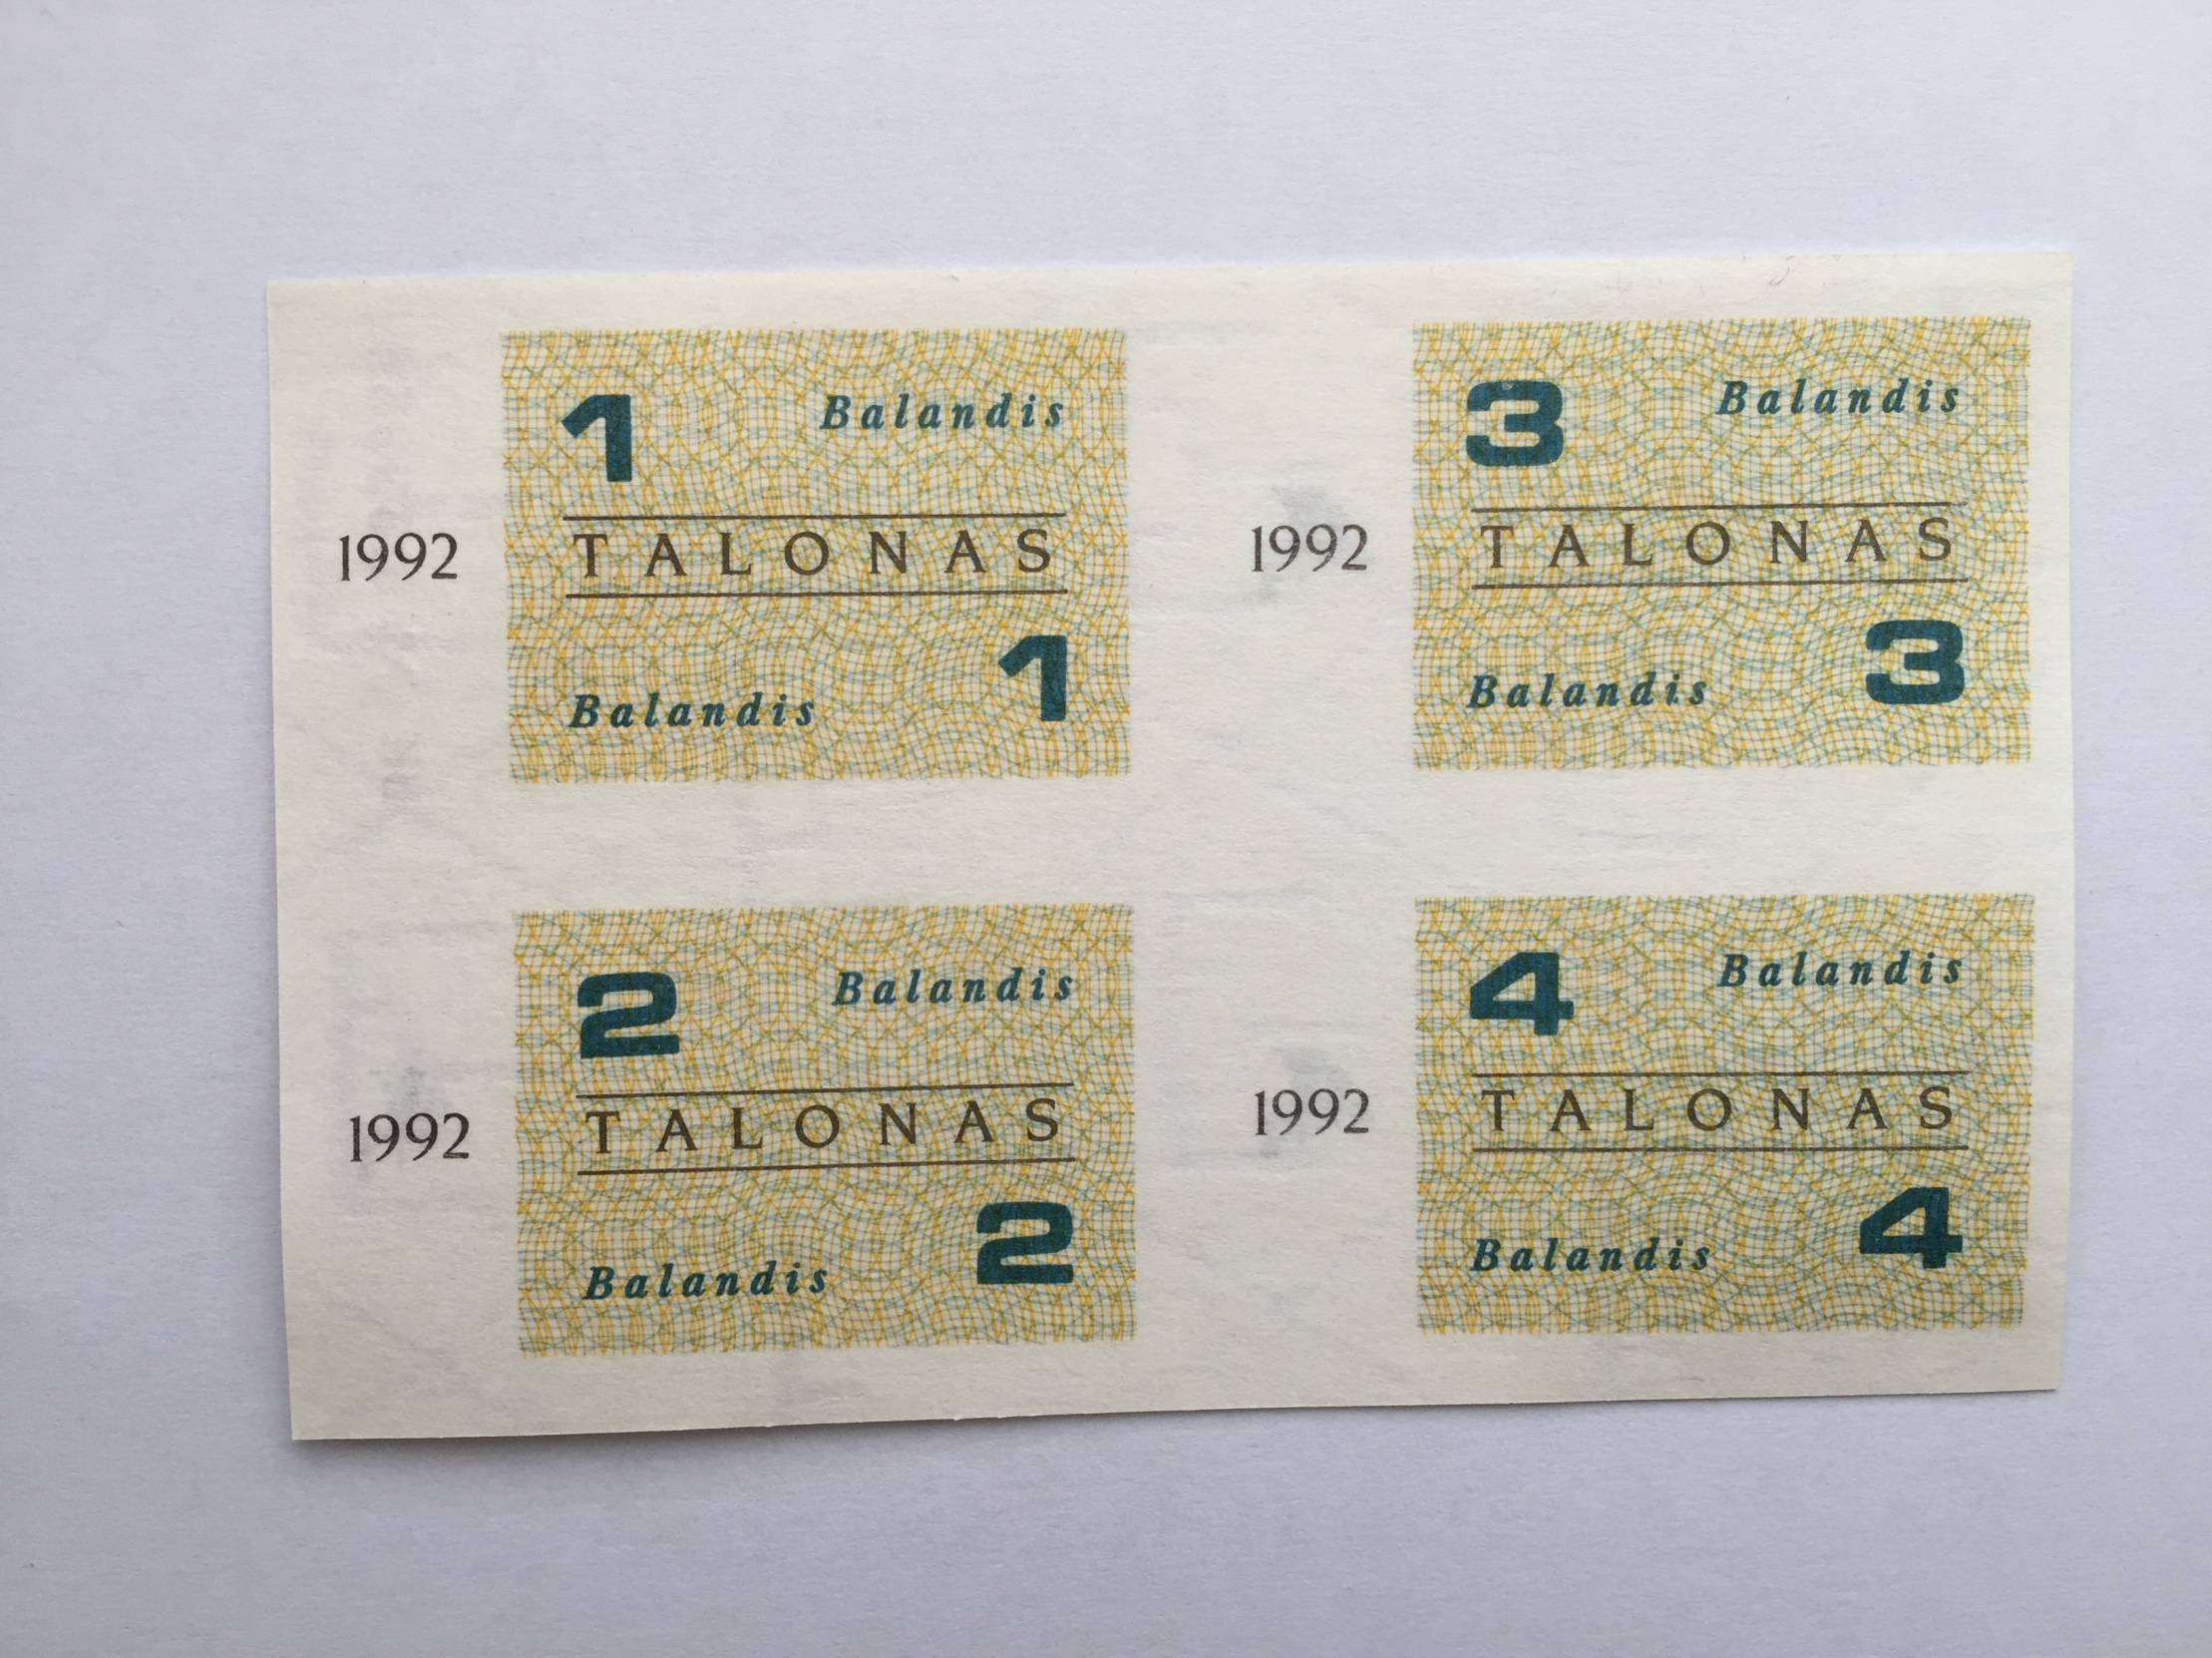 1 Balandis
1992 TALONAS
Balandis 1
3 Balandis
1992 TALONAS
Balandis 3
2 Balandis
1992 TALONAS
Balandis 2
4 Balandis
1992 TALONAS
Balandis 4